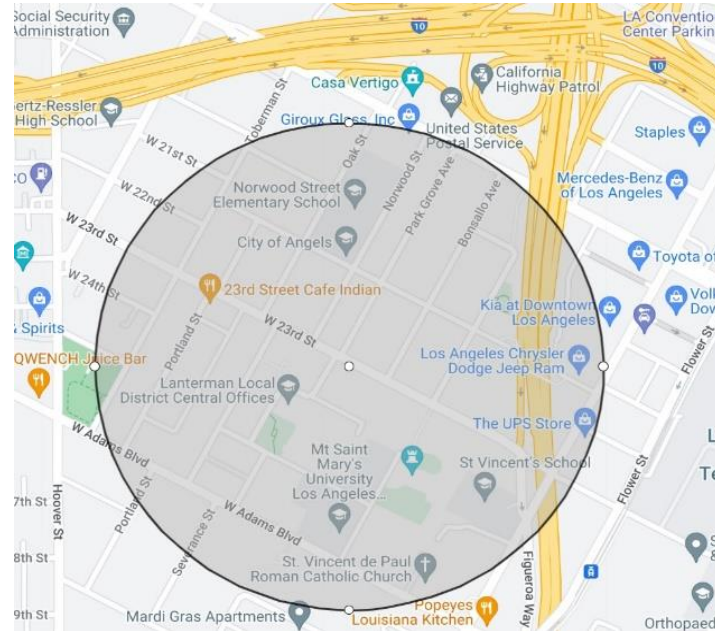 Social Security
Administration
10
LA Conventio
Center Parkin
10
Casa Vertigo
California
Highway Patrol
ertz-Ressler
High School
Toberman St
Giroux Glass, Inc
United States
Postal Service
Staples
W 21st St
Oak St
Norwood St
Park Grove Ave
Bonsallo Ave
CO
W 22nd St
Norwood Street
Elementary School
Mercedes-Benz
of Los Angeles
W 23rd St
City of Angels
Toyota of
W 24th St
23rd Street Cafe Indian
Kia at Downtown
Los Angeles
Voll
Dow
& Spirits
Portland St
W 23rd St
Flower St
QWENCH Juice Bar
Los Angeles Chrysler
Dodge Jeep Ram
Lanterman Local
District Central Offices
The UPS Store
W Adams Blvd
Mt Saint
Mary's
University
Los Angeles...
St Vincent's School
L
Te
Flower St
7th St
Hoover St
Portland St
Severance St
W Adams Blvd
8th St
St. Vincent de Paul
Roman Catholic Church
Figueroa Way
S
&
9th St
Mardi Gras Apartments
Popeyes
Louisiana Kitchen
Orthopaed